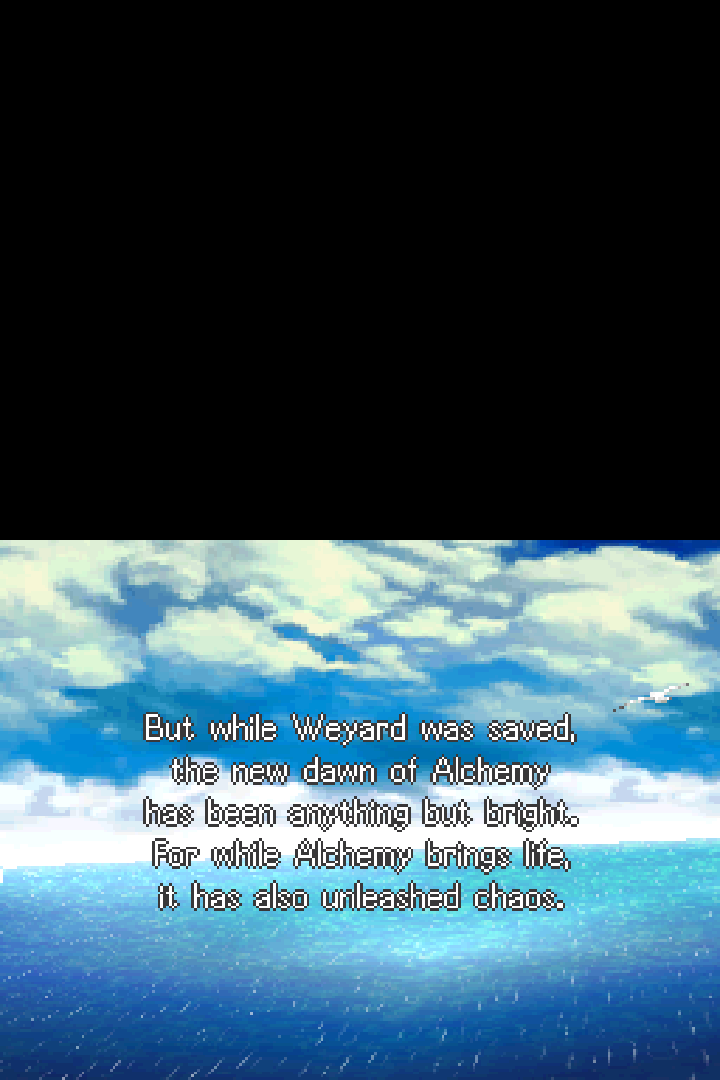 But while Weyard was saved,
the new dawn of Alchemy
has been anything but bright.
For while Alchemy brings life,
it has also unleashed chaos.